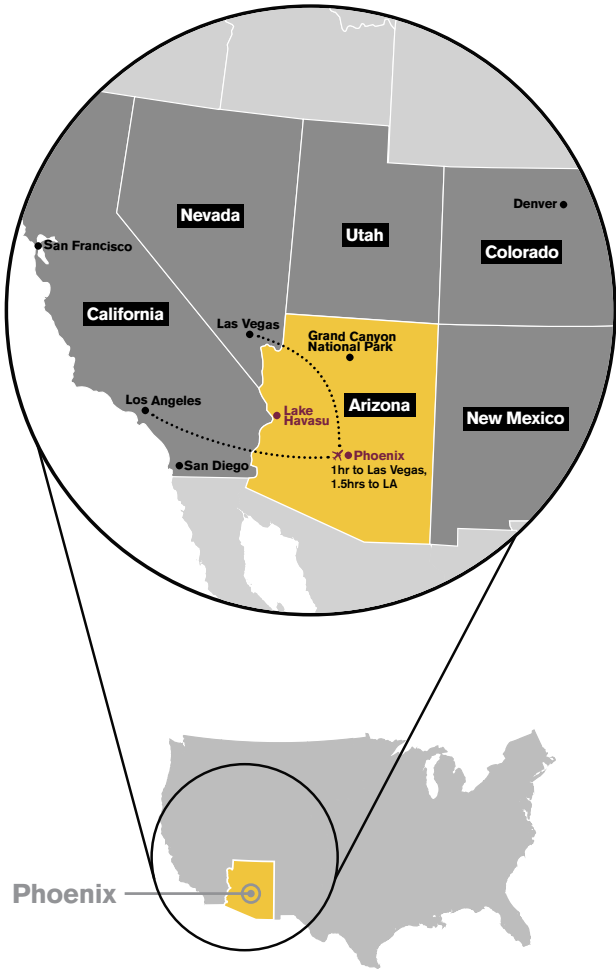 Denver
Nevada
Utah
San Francisco
Colorado
California
Las Vegas
Grand Canyon
National Park
Los Angeles
Arizona
Lake
Havasu
New Mexico
San Diego
Phoenix
1hr to Las Vegas,
1.5hrs to LA
Phoenix